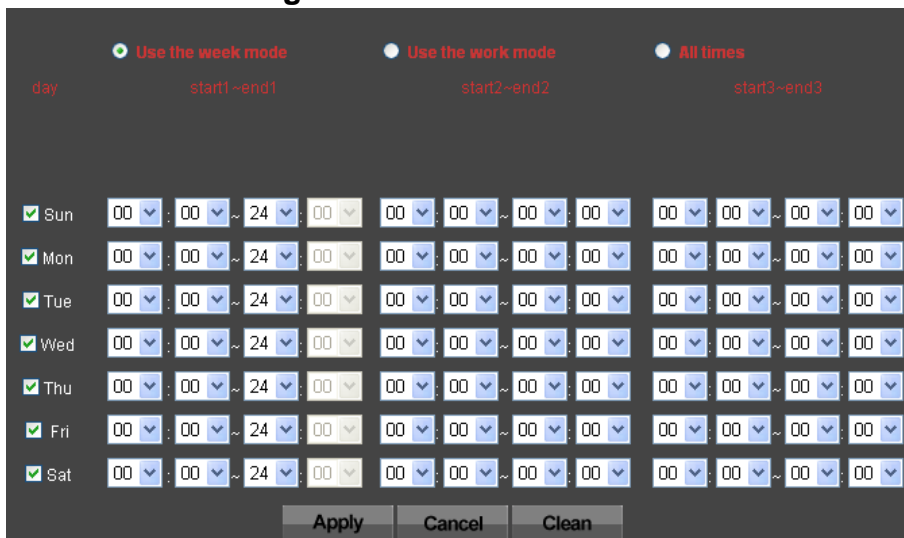 Use the week mode Use the work mode All times
day start1~end1 start2~end2 start3~end3
Sun 00 : 00 ~ 24 : 00 00 : 00 ~ 00 : 00 00 : 00 ~ 00 : 00
Mon 00 : 00 ~ 24 : 00 00 : 00 ~ 00 : 00 00 : 00 ~ 00 : 00
Tue 00 : 00 ~ 24 : 00 00 : 00 ~ 00 : 00 00 : 00 ~ 00 : 00
Wed 00 : 00 ~ 24 : 00 00 : 00 ~ 00 : 00 00 : 00 ~ 00 : 00
Thu 00 : 00 ~ 24 : 00 00 : 00 ~ 00 : 00 00 : 00 ~ 00 : 00
Fri 00 : 00 ~ 24 : 00 00 : 00 ~ 00 : 00 00 : 00 ~ 00 : 00
Sat 00 : 00 ~ 24 : 00 00 : 00 ~ 00 : 00 00 : 00 ~ 00 : 00
Apply Cancel Clean